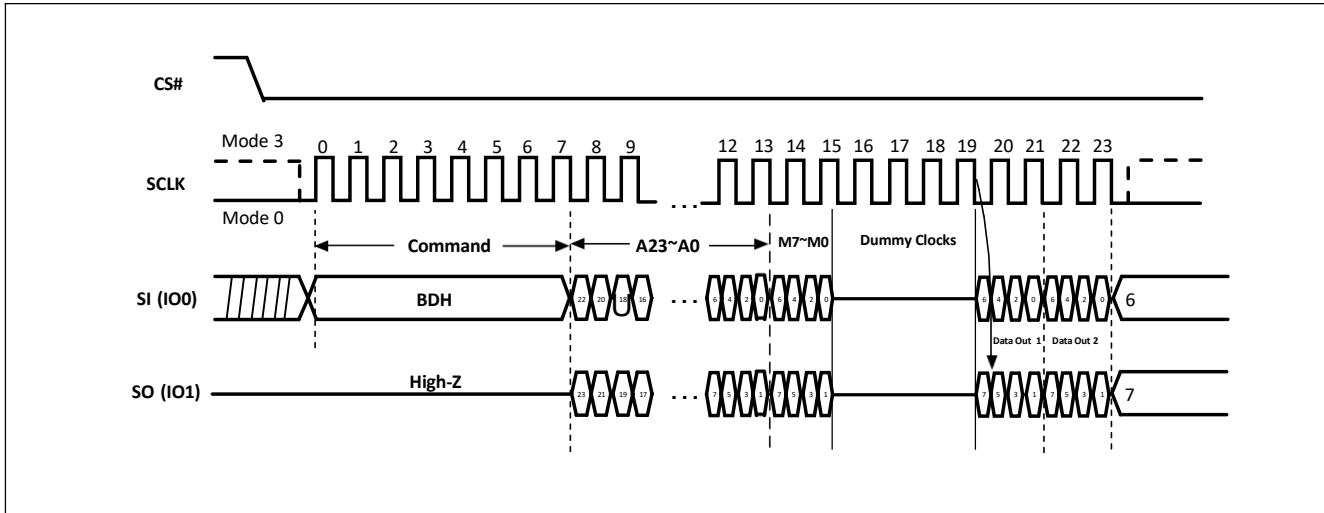 CS#
Mode 3
0 1 2 3 4 5 6 7 8 9 12 13 14 15 16 17 18 19 20 21 22 23
SCLK
...
Mode 0
Command A23~A0 M7~M0 Dummy Clocks
SI (IO0) BDH 22 20 18 16 ... 6 4 2 0 6 4 2 0 6 4 2 0 6 4 2 0 6
Data Out 1 Data Out 2
High-Z
SO (IO1) 23 21 19 17 ... 7 5 3 1 7 5 3 1 7 5 3 1 7 5 3 1 7